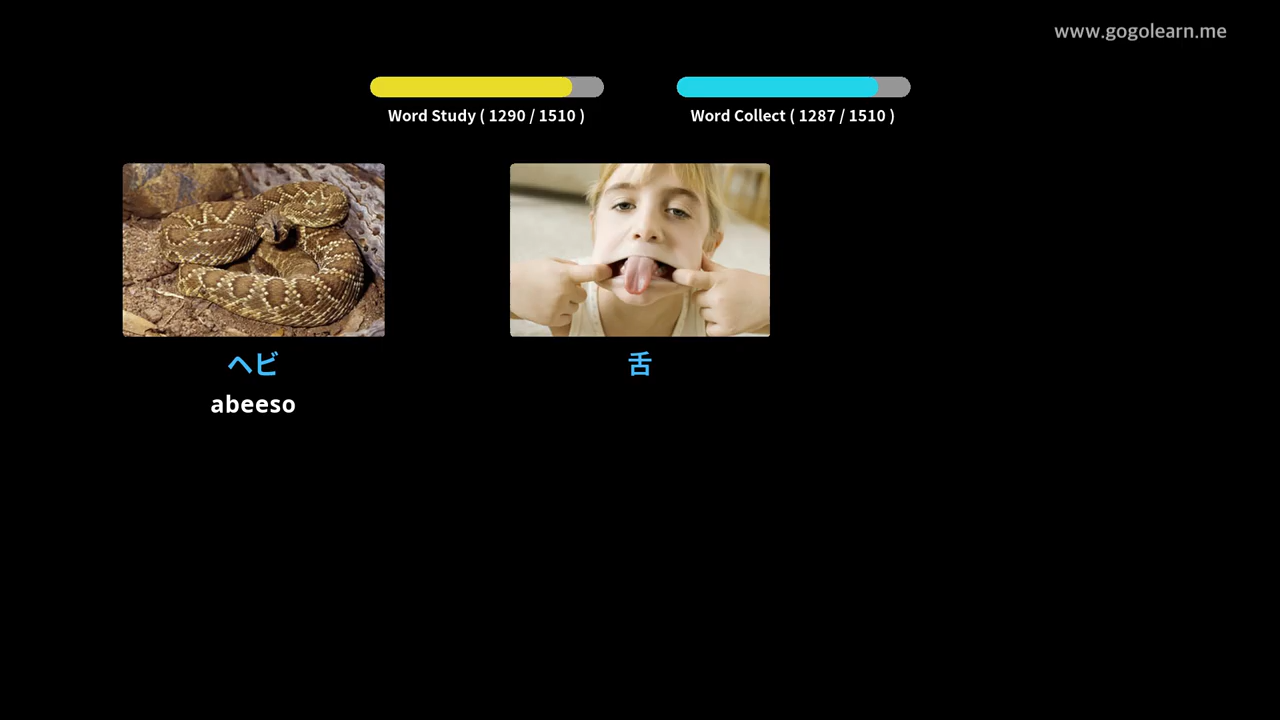 www.gogolearn.me
Word Study ( 1290 / 1510 )
Word Collect ( 1287 / 1510 )
ヘビ
abeeso
舌